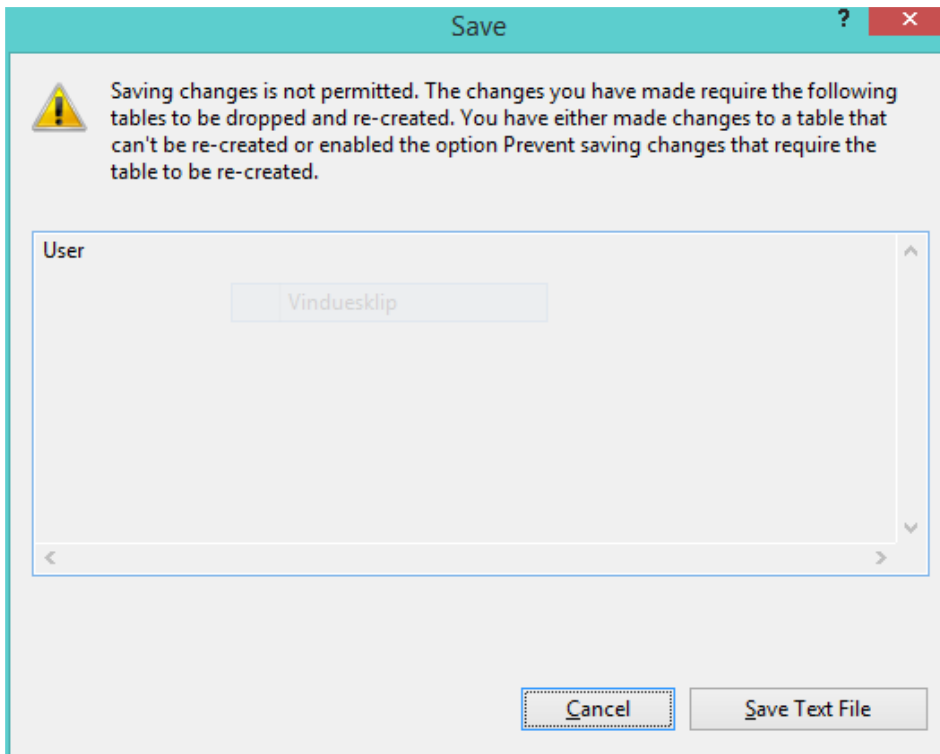 Save
?
Saving changes is not permitted. The changes you have made require the following
tables to be dropped and re-created. You have either made changes to a table that
can't be re-created or enabled the option Prevent saving changes that require the
table to be re-created.
User
Vinduesklip
Cancel
Save Text File